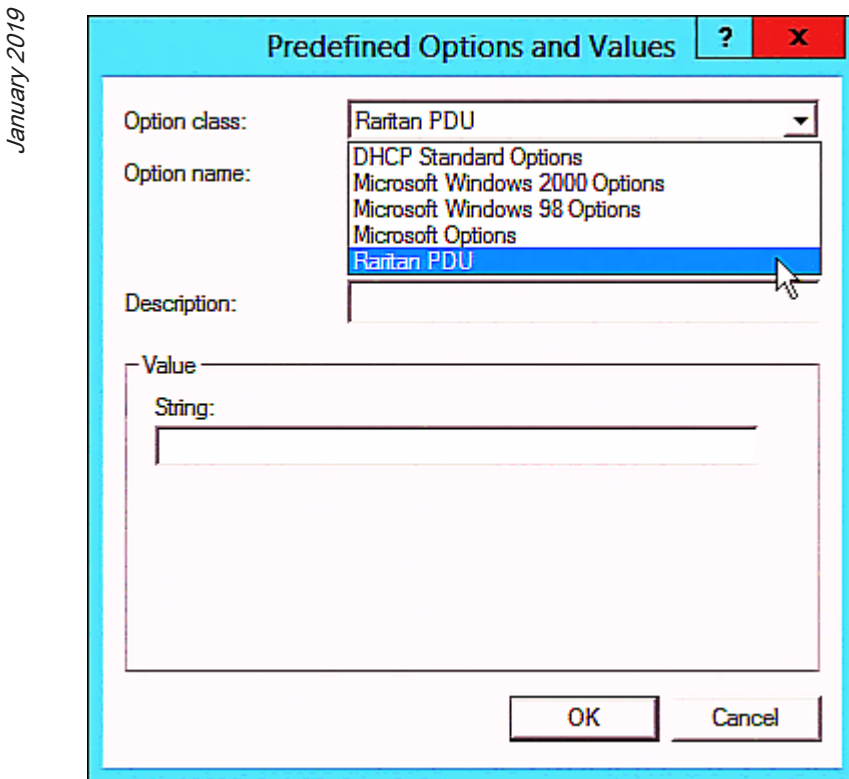 January 2019
Predefined Options and Values ? x
Option class: Raritan PDU
DHCP Standard Options
Option name:
Microsoft Windows 2000 Options
Microsoft Windows 98 Options
Microsoft Options
Raritan PDU
Description:
Value
String:
OK Cancel